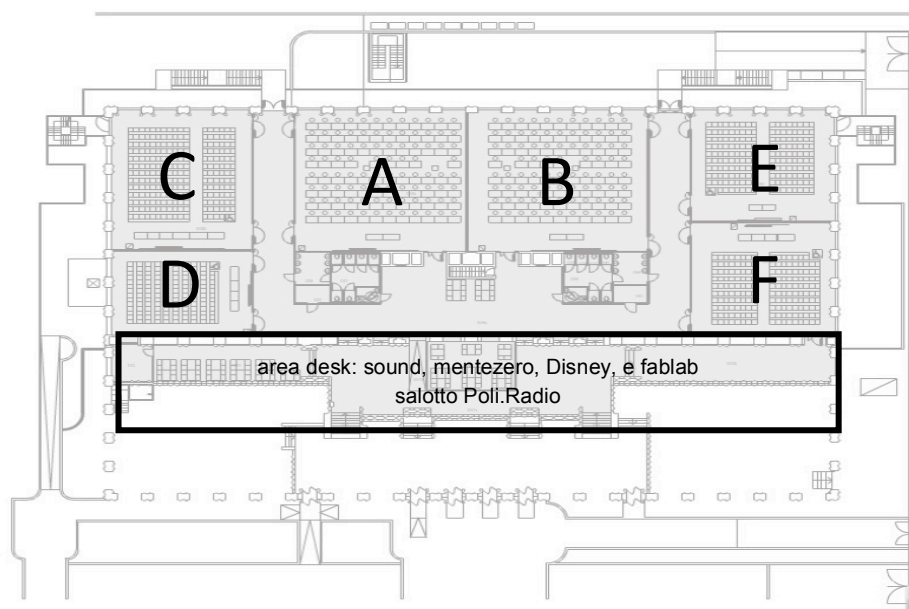 C
A
B
E
D
F
area desk: sound, mentezero, Disney, e fablab
salotto Poli.Radio